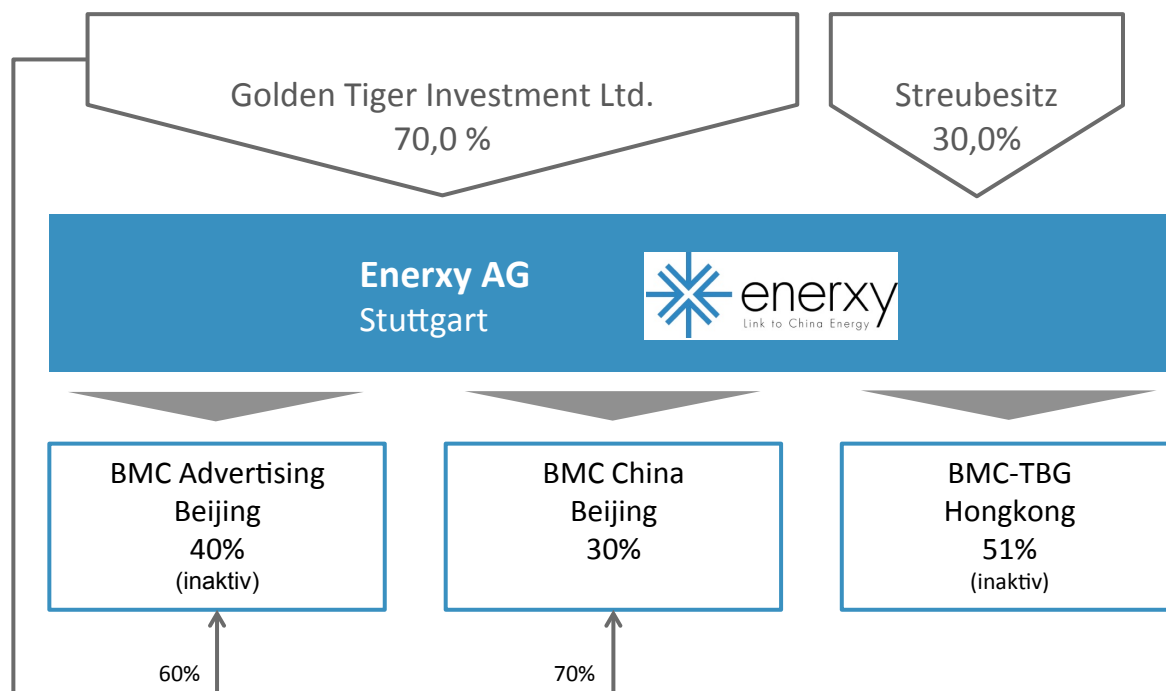 Golden Tiger Investment Ltd.
70,0 %
Streubesitz
30,0%
Enerxy AG
Stuttgart
enerxy
Link to China Energy
BMC Advertising
Beijing
40%
(inaktiv)
BMC China
Beijing
30%
BMC-TBG
Hongkong
51%
(inaktiv)
60%
70%